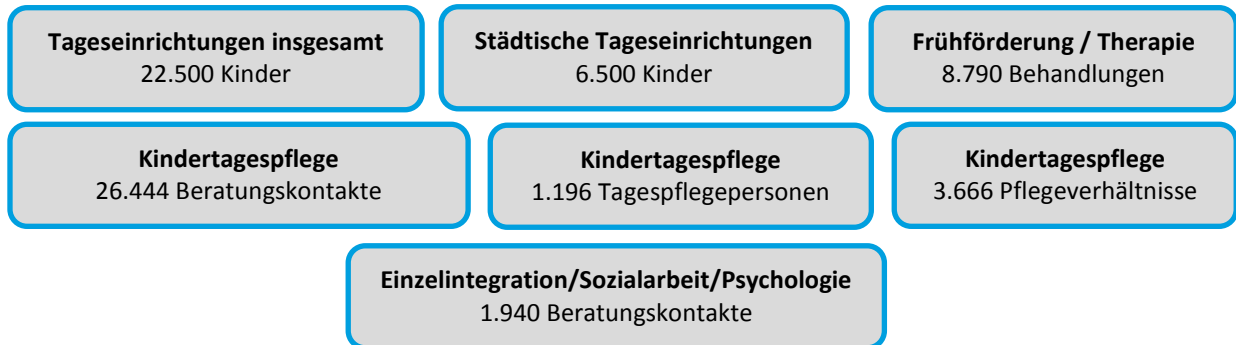 Tageseinrichtungen insgesamt
22.500 Kinder
Städtische Tageseinrichtungen
6.500 Kinder
Frühförderung / Therapie
8.790 Behandlungen
Kindertagespflege
26.444 Beratungskontakte
Kindertagespflege
1.196 Tagespflegepersonen
Kindertagespflege
3.666 Pflegeverhältnisse
Einzelintegration/Sozialarbeit/Psychologie
1.940 Beratungskontakte